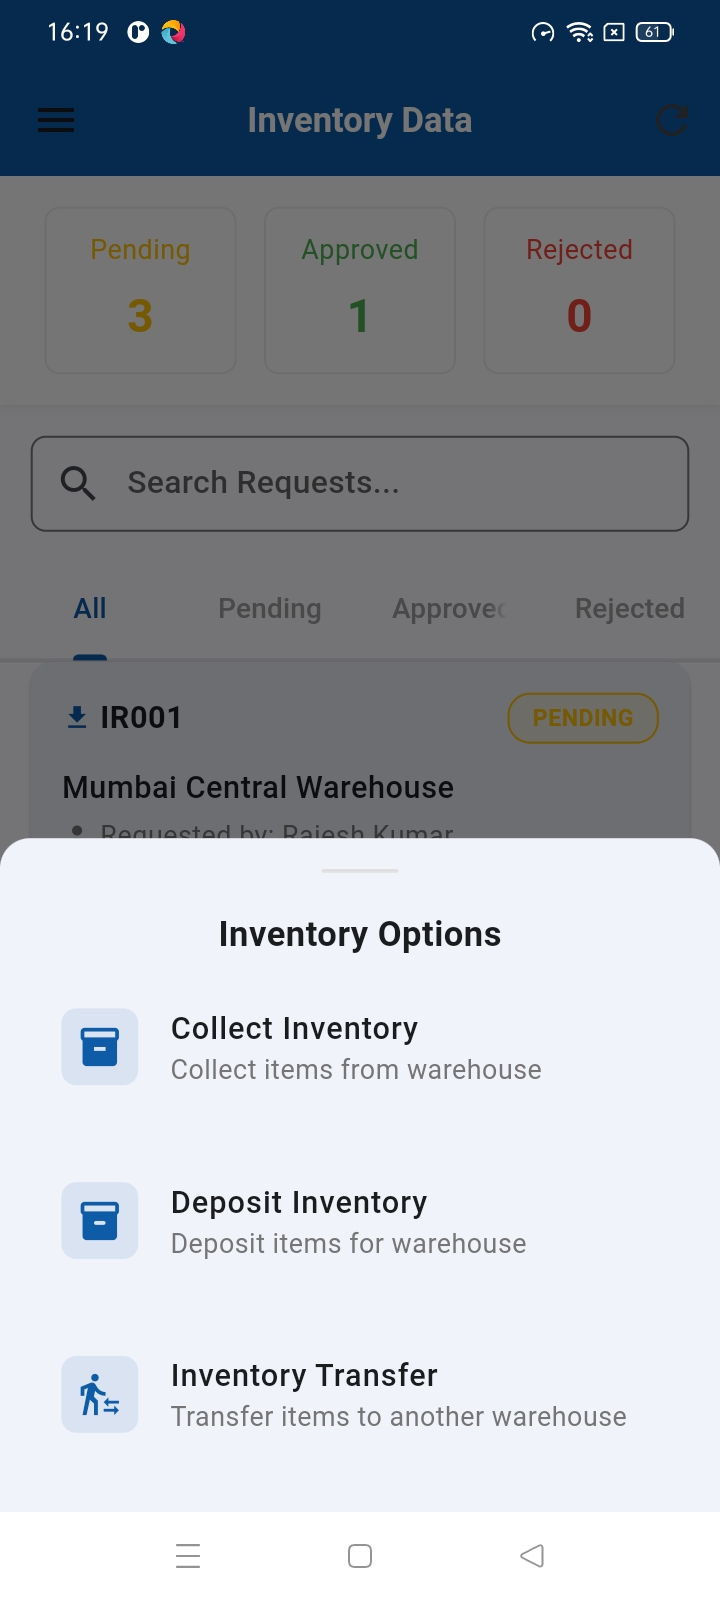 16:19
61
Inventory Data
Pending
Approved
Rejected
3
1
0
Search Requests...
All
Pending
Approved
Rejected
IR001
PENDING
Mumbai Central Warehouse
Requested by: Rajesh Kumar
Inventory Options
Collect Inventory
Collect items from warehouse
Deposit Inventory
Deposit items for warehouse
Inventory Transfer
Transfer items to another warehouse